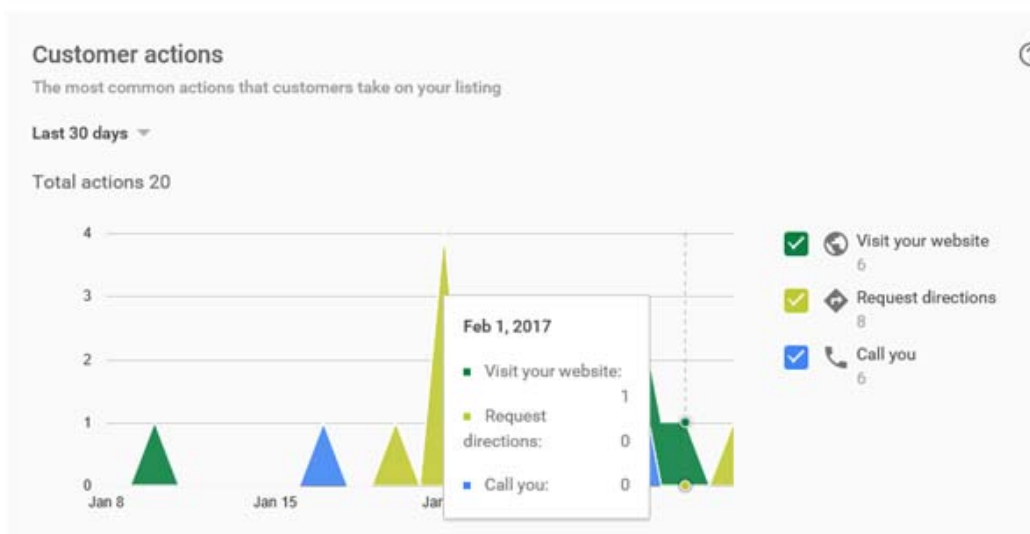 Customer actions
The most common actions that customers take on your listing
Last 30 days
Total actions 20
4
3
2
1
0
Jan 8
Jan 15
Jan
Feb 1, 2017
Visit your website:
1
Request
directions:
0
Call you:
0
Visit your website
6
Request directions
8
Call you
6